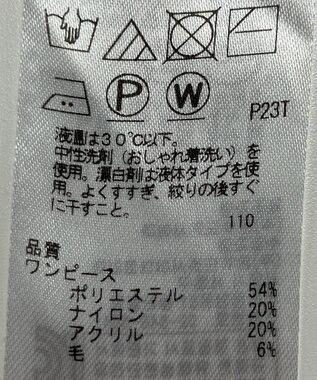 P
W
P23T
液温は30℃以下。
中性洗剤（おしゃれ着洗い）を
使用。漂白剤は液体タイプを使
用。よくすすぎ、絞りの後すぐ
に干すこと。
110
品質
ワンピース
ポリエステル 54%
ナイロン 20%
アクリル 20%
毛 6%